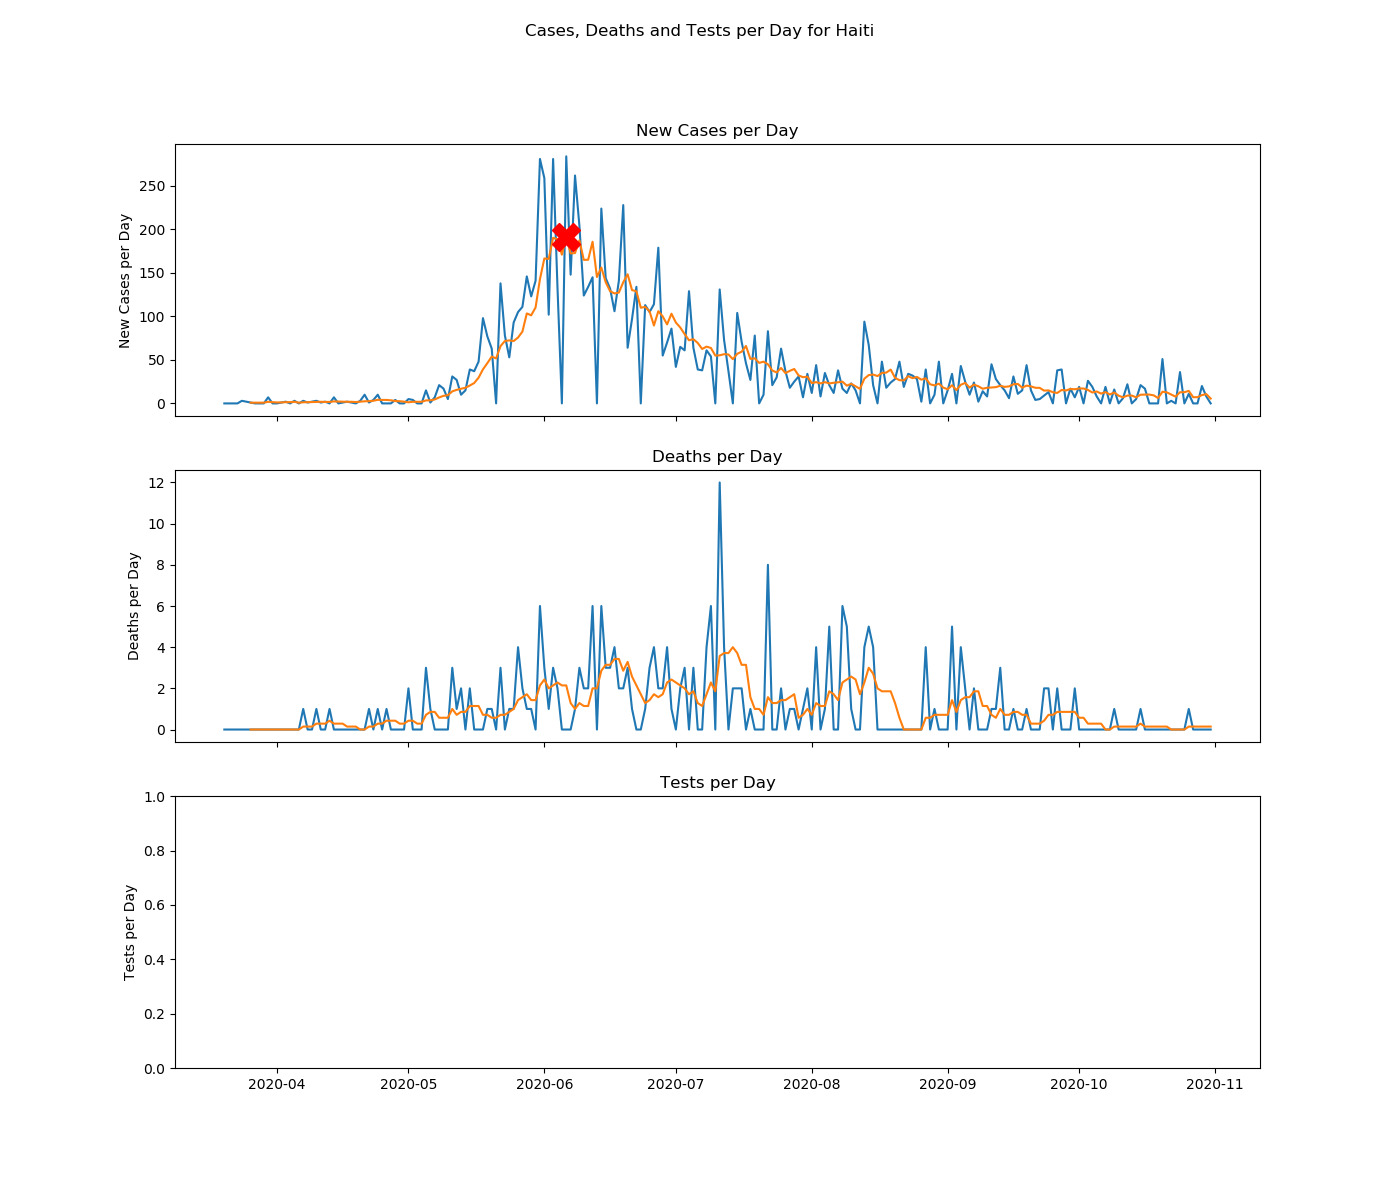 Cases, Deaths and Tests per Day for Haiti
New Cases per Day
New Cases per Day
250
200
150
100
50
0
Deaths per Day
Deaths per Day
12
10
8
6
4
2
0
Tests per Day
Tests per Day
1.0
0.8
0.6
0.4
0.2
0.0
2020-04 2020-05 2020-06 2020-07 2020-08 2020-09 2020-10 2020-11